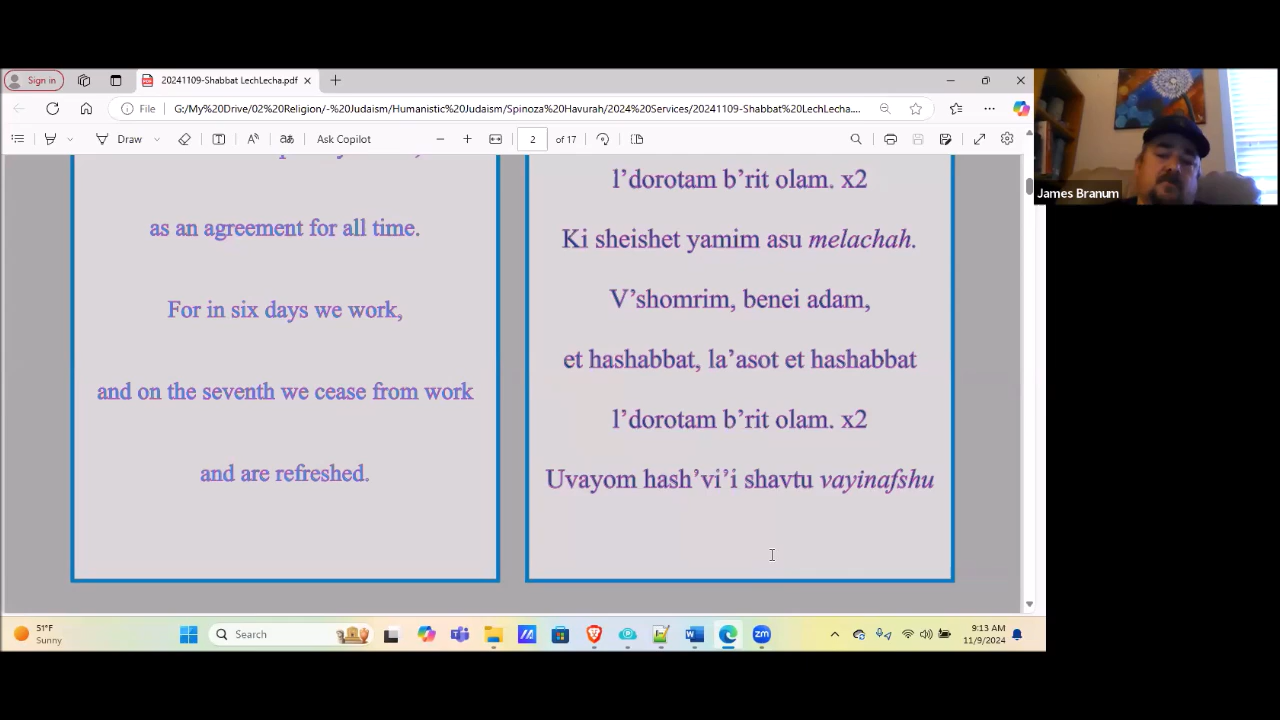 Sign in
20241109-Shabbat LechLecha.pdf
File
G:/My%20Drive/02%20Religion/-%20Judaism/Humanistic%20Judaism/Spinoza%20Havurah/2024%20Services/20241109-Shabbat%20LechLecha....
Draw
Ask Copilot
of 17
James Branum
as an agreement for all time.
For in six days we work,
and on the seventh we cease from work
and are refreshed.
l’dorotam b’rit olam. x2
Ki sheishet yamim asu melachah.
V’shomrim, benei adam,
et hashabbat, la’asot et hashabbat
l’dorotam b’rit olam. x2
Uvayom hash’vi’i shavtu vayinafshu
51°F
Sunny
Search
9:13 AM
11/9/2024